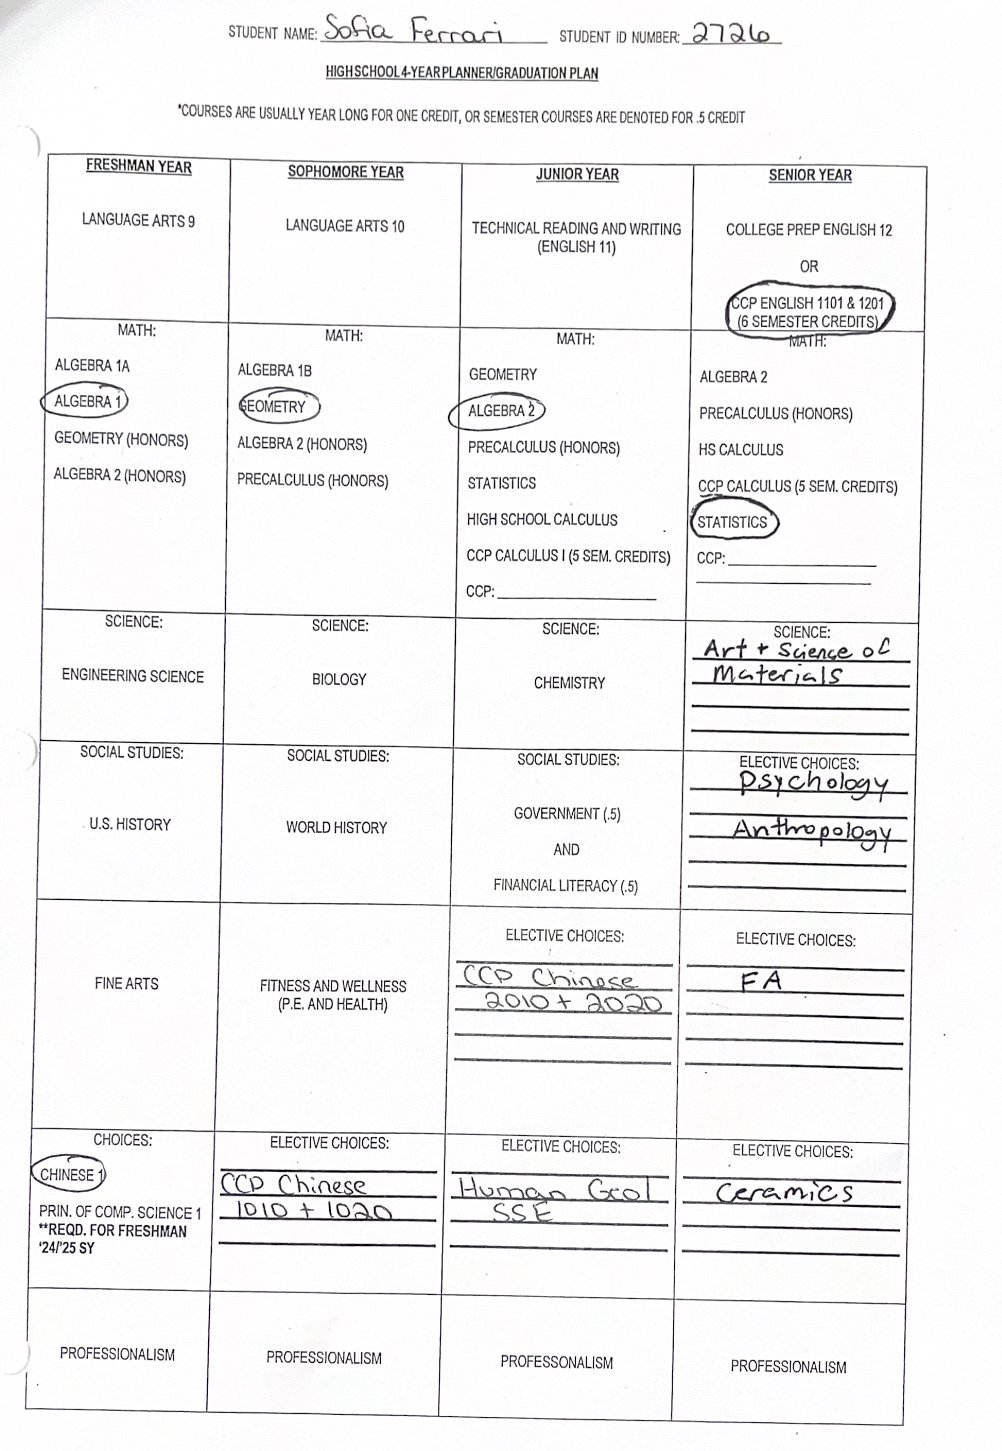 STUDENT NAME: Sofia Ferrari STUDENT ID NUMBER: 2726
HIGH SCHOOL 4-YEAR PLANNER/GRADUATION PLAN
*COURSES ARE USUALLY YEAR LONG FOR ONE CREDIT, OR SEMESTER COURSES ARE DENOTED FOR .5 CREDIT
FRESHMAN YEAR
LANGUAGE ARTS 9
SOPHOMORE YEAR
LANGUAGE ARTS 10
JUNIOR YEAR
TECHNICAL READING AND WRITING
(ENGLISH 11)
SENIOR YEAR
COLLEGE PREP ENGLISH 12
OR
CCP ENGLISH 1101 & 1201
(6 SEMESTER CREDITS)
MATH:
ALGEBRA 1A
ALGEBRA 1
GEOMETRY (HONORS)
ALGEBRA 2 (HONORS)
MATH:
ALGEBRA 1B
GEOMETRY
ALGEBRA 2 (HONORS)
PRECALCULUS (HONORS)
MATH:
GEOMETRY
ALGEBRA 2
PRECALCULUS (HONORS)
STATISTICS
HIGH SCHOOL CALCULUS
CCP CALCULUS I (5 SEM. CREDITS)
CCP:
MATH:
ALGEBRA 2
PRECALCULUS (HONORS)
HS CALCULUS
CCP CALCULUS (5 SEM. CREDITS)
STATISTICS
CCP:
SCIENCE:
ENGINEERING SCIENCE
SCIENCE:
BIOLOGY
SCIENCE:
CHEMISTRY
SCIENCE:
Art + Science of
Materials
SOCIAL STUDIES:
U.S. HISTORY
SOCIAL STUDIES:
WORLD HISTORY
SOCIAL STUDIES:
GOVERNMENT (.5)
AND
FINANCIAL LITERACY (.5)
ELECTIVE CHOICES:
Psychology
Anthropology
FINE ARTS
FITNESS AND WELLNESS
(P.E. AND HEALTH)
ELECTIVE CHOICES:
CCP Chinese
2010 + 2020
ELECTIVE CHOICES:
FA
CHOICES:
CHINESE 1
PRIN. OF COMP. SCIENCE 1
**REQD. FOR FRESHMAN
'24/'25 SY
ELECTIVE CHOICES:
CCP Chinese
1010 + 1020
ELECTIVE CHOICES:
Human Geo
SSE
ELECTIVE CHOICES:
Ceramics
PROFESSIONALISM
PROFESSIONALISM
PROFESSONALISM
PROFESSIONALISM